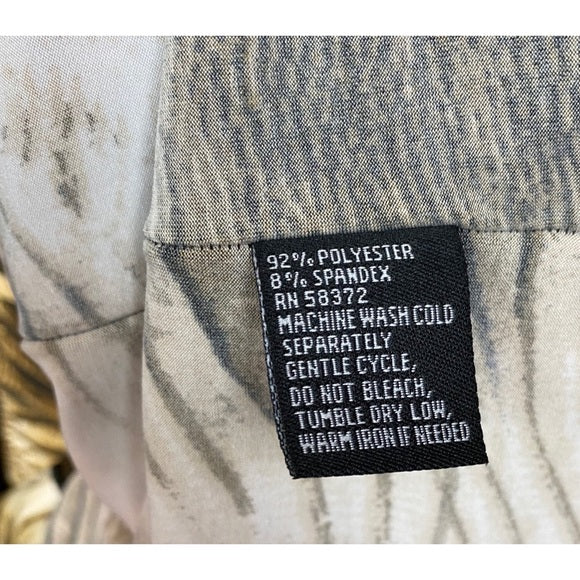 92% POLYESTER
8% SPANDEX
RN 58372
MACHINE WASH COLD
SEPARATELY
GENTLE CYCLE,
DO NOT BLEACH,
TUMBLE DRY LOW,
WARM IRON IF NEEDED